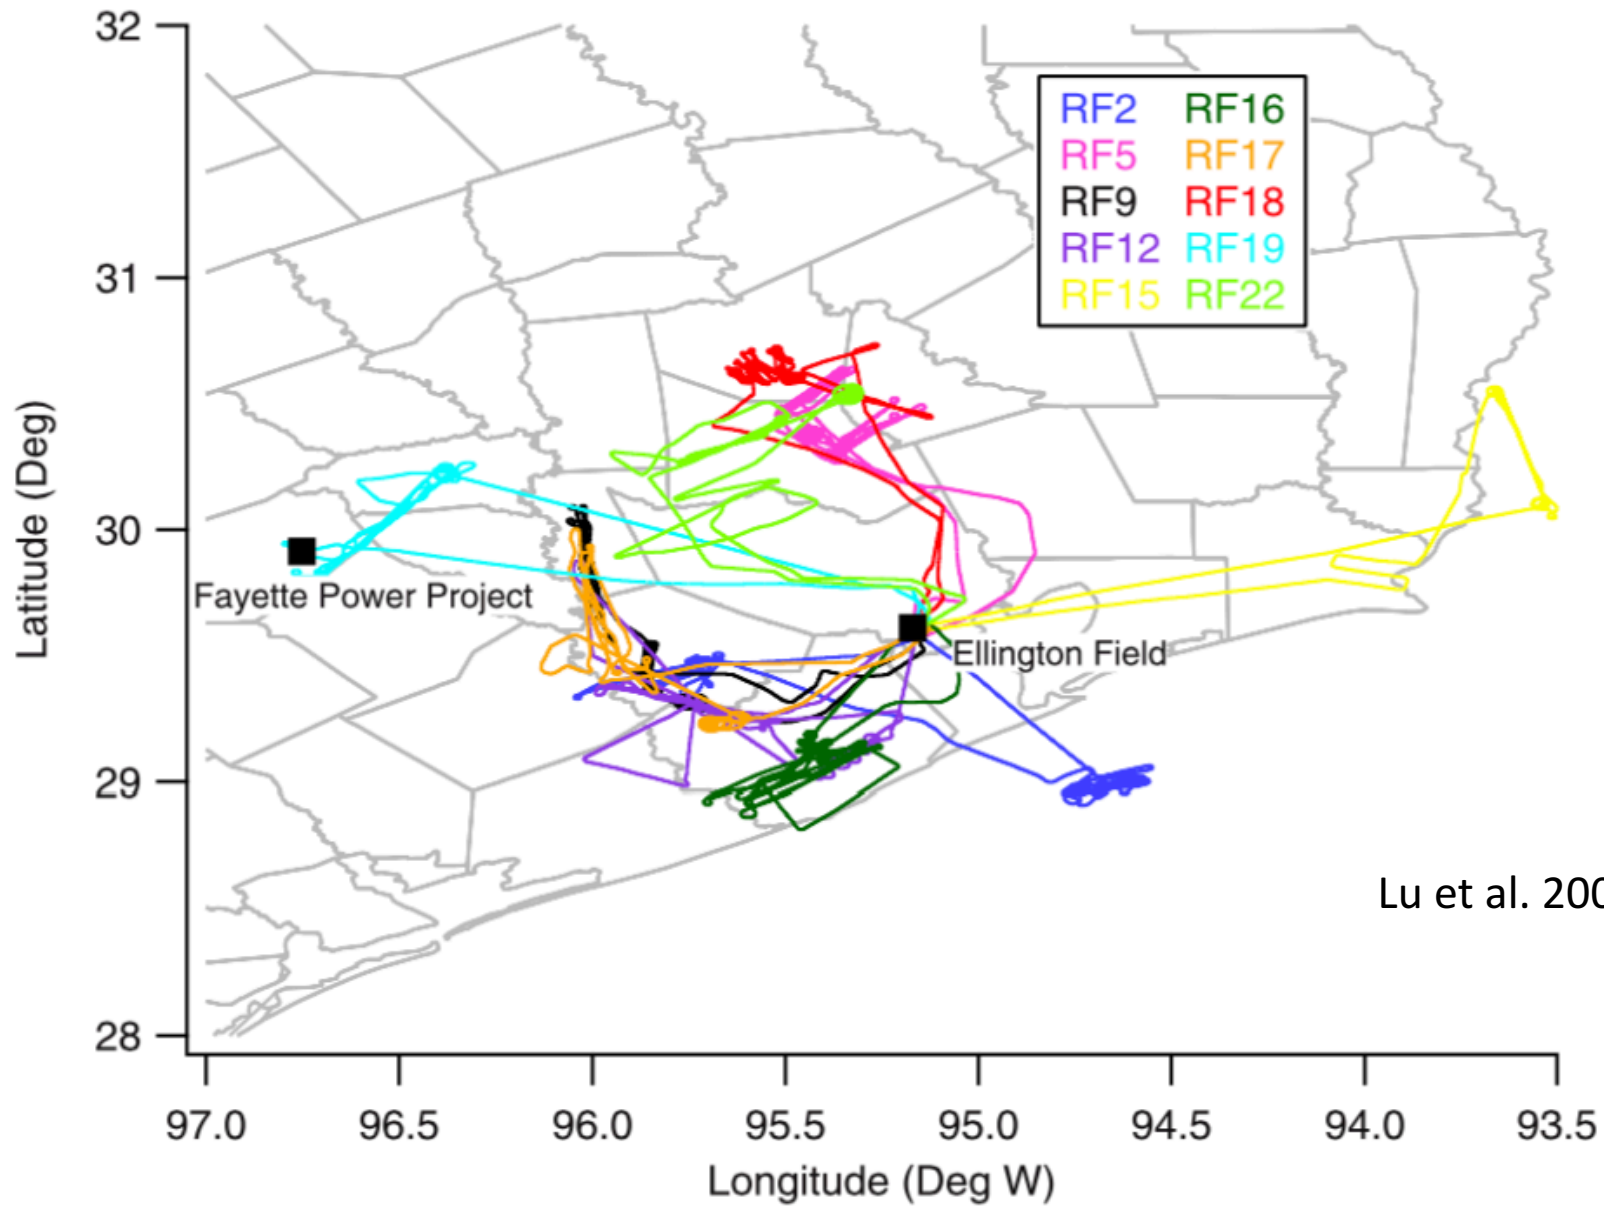 32
RF2 RF16
RF5 RF17
RF9 RF18
RF12 RF19
RF15 RF22
31
Latitude (Deg)
30
Fayette Power Project
Ellington Field
29
Lu et al. 200
28
97.0 96.5 96.0 95.5 95.0 94.5 94.0 93.5
Longitude (Deg W)